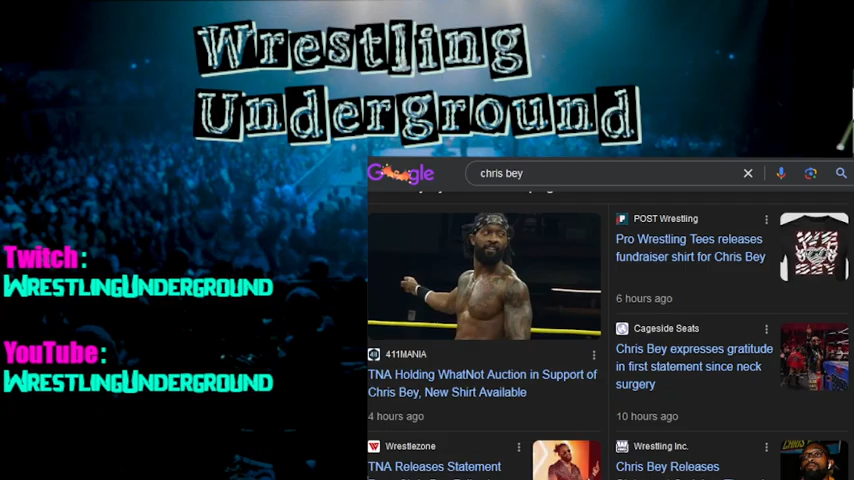 Wrestling
Underground
Google
chris bey
POST Wrestling
Pro Wrestling Tees releases
fundraiser shirt for Chris Bey
6 hours ago
Twitch:
WrestlingUnderground
YouTube:
WrestlingUnderground
411MANIA
TNA Holding WhatNot Auction in Support of
Chris Bey, New Shirt Available
4 hours ago
Cageside Seats
Chris Bey expresses gratitude
in first statement since neck
surgery
10 hours ago
Wrestlezone
TNA Releases Statement
Wrestling Inc.
Chris Bey Releases